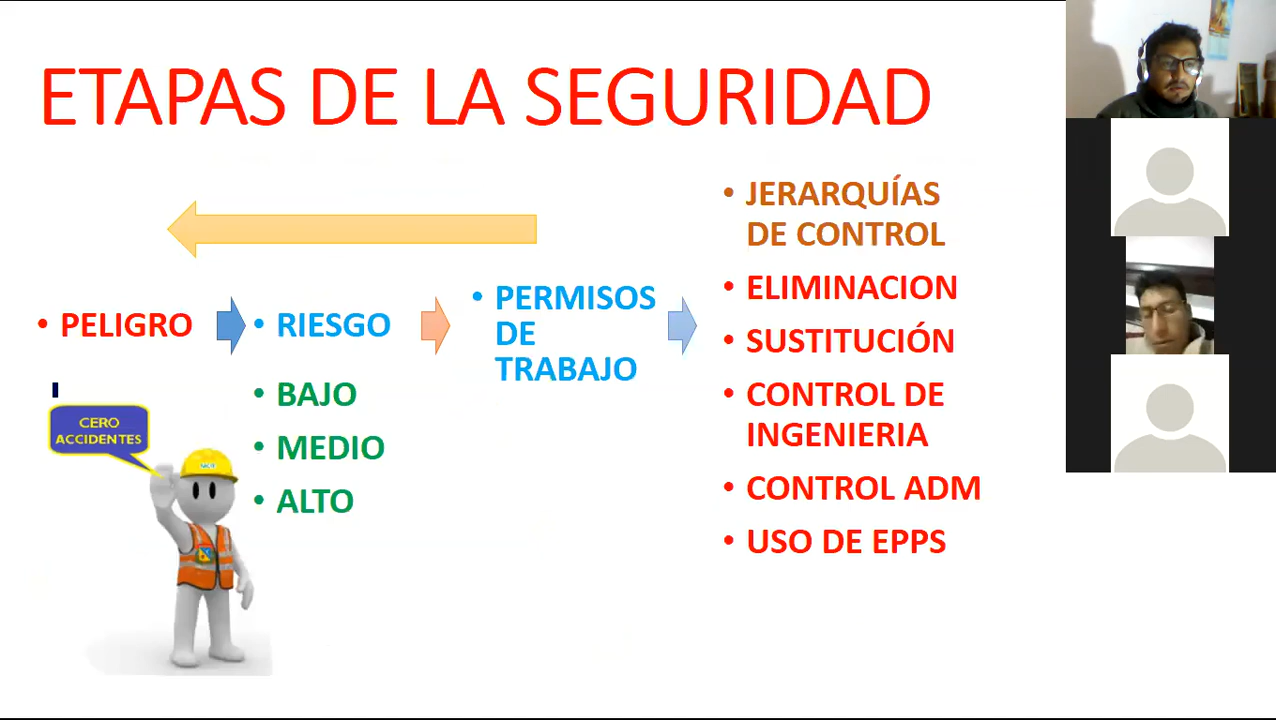 ETAPAS DE LA SEGURIDAD
• PELIGRO
• RIESGO
• BAJO
• MEDIO
• ALTO
• PERMISOS
DE
TRABAJO
• JERARQUÍAS
DE CONTROL
• ELIMINACION
• SUSTITUCIÓN
• CONTROL DE
INGENIERIA
• CONTROL ADM
• USO DE EPPS
CERO
ACCIDENTES